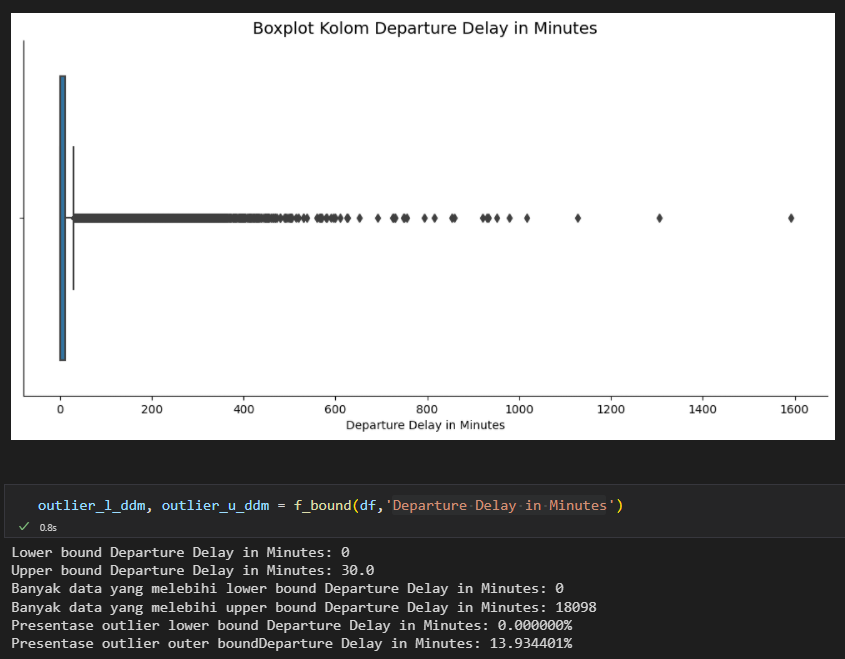 Boxplot Kolom Departure Delay in Minutes
0 200 400 600 800 1000 1200 1400 1600
Departure Delay in Minutes
outlier_l_ddm, outlier_u_ddm = f_bound(df,'Departure·Delay·in·Minutes')
✓ 0.8s
Lower bound Departure Delay in Minutes: 0
Upper bound Departure Delay in Minutes: 30.0
Banyak data yang melebihi lower bound Departure Delay in Minutes: 0
Banyak data yang melebihi upper bound Departure Delay in Minutes: 18098
Presentase outlier lower bound Departure Delay in Minutes: 0.000000%
Presentase outlier outer boundDeparture Delay in Minutes: 13.934401%